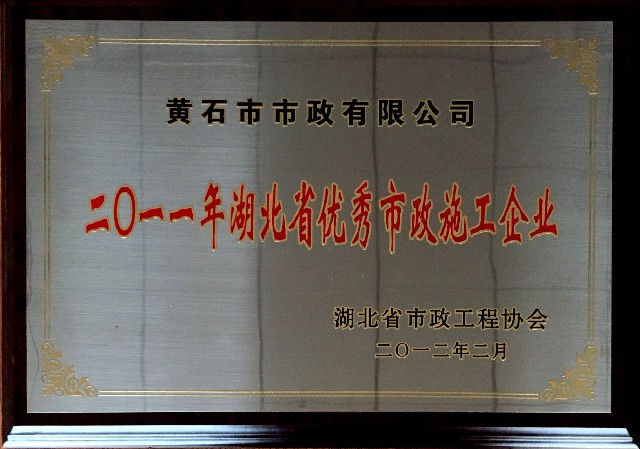 黄石市市政有限公司
二〇一一年湖北省优秀市政施工企业
湖北省市政工程协会
二〇一二年二月